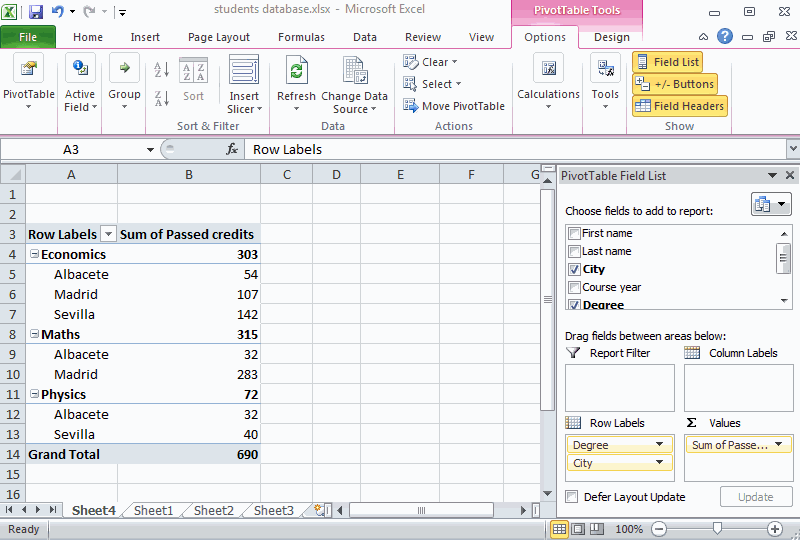 students database.xlsx - Microsoft Excel
PivotTable Tools
File Home Insert Page Layout Formulas Data Review View Options Design
PivotTable
Active Field
Group
Sort
Insert Slicer
Sort & Filter
Refresh
Change Data Source
Data
Clear
Select
Move PivotTable
Actions
Calculations
Tools
Field List
+/- Buttons
Field Headers
Show
A3 fx Row Labels
A B C D E F G
1
2
3 Row Labels Sum of Passed credits
4 Economics 303
5 Albacete 54
6 Madrid 107
7 Sevilla 142
8 Maths 315
9 Albacete 32
10 Madrid 283
11 Physics 72
12 Albacete 32
13 Sevilla 40
14 Grand Total 690
15
16
PivotTable Field List
Choose fields to add to report:
First name
Last name
City
Course year
Degree
Drag fields between areas below:
Report Filter
Column Labels
Row Labels
Σ Values
Degree
City
Sum of Passe...
Defer Layout Update
Update
Sheet4 Sheet1 Sheet2 Sheet3
Ready
100%